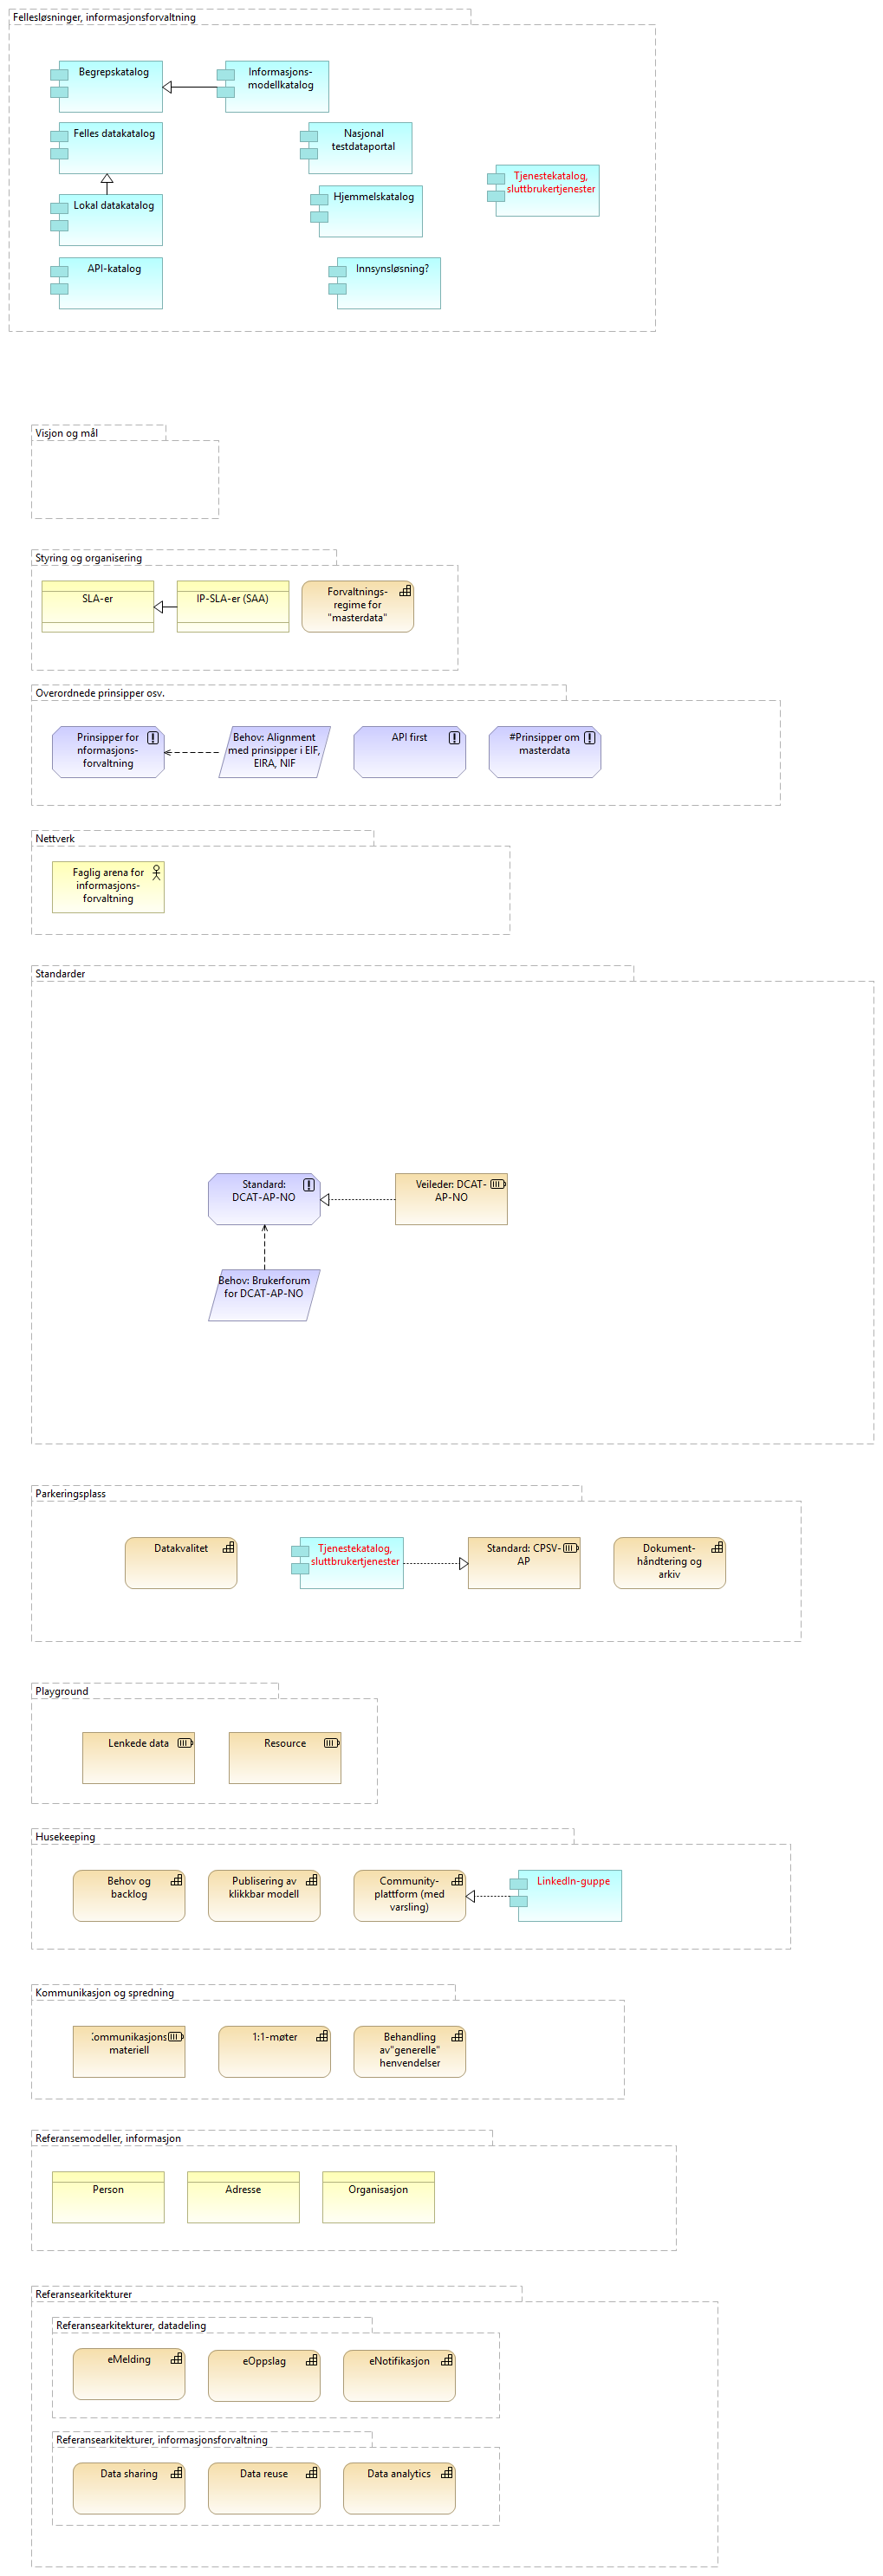 Fellesløsninger, informasjonsforvaltning
Begrepskatalog
Informasjons-
modellkatalog
Felles datakatalog
Nasjonal
testdataportal
Tjenestekatalog,
sluttbrukertjenester
Lokal datakatalog
Hjemmelskatalog
API-katalog
Innsynsløsning?
Visjon og mål
Styring og organisering
SLA-er
IP-SLA-er (SAA)
Forvaltnings-
regime for
"masterdata"
Overordnede prinsipper osv.
Prinsipper for
nformasjons-
forvaltning
Behov: Alignment
med prinsipper i EIF,
EIRA, NIF
API first
#Prinsipper om
masterdata
Nettverk
Faglig arena for
informasjons-
forvaltning
Standarder
Standard:
DCAT-AP-NO
Veileder: DCAT-
AP-NO
Behov: Brukerforum
for DCAT-AP-NO
Parkeringsplass
Datakvalitet
Tjenestekatalog,
sluttbrukertjenester
Standard: CPSV-
AP
Dokument-
håndtering og
arkiv
Playground
Lenkede data
Resource
Husekeeping
Behov og
backlog
Publisering av
klikkbar modell
Community-
plattform (med
varsling)
LinkedIn-guppe
Kommunikasjon og spredning
Kommunikasjons
materiell
1:1-møter
Behandling
av"generelle"
henvendelser
Referansemodeller, informasjon
Person
Adresse
Organisasjon
Referansearkitekturer
Referansearkitekturer, datadeling
eMelding
eOppslag
eNotifikasjon
Referansearkitekturer, informasjonsforvaltning
Data sharing
Data reuse
Data analytics